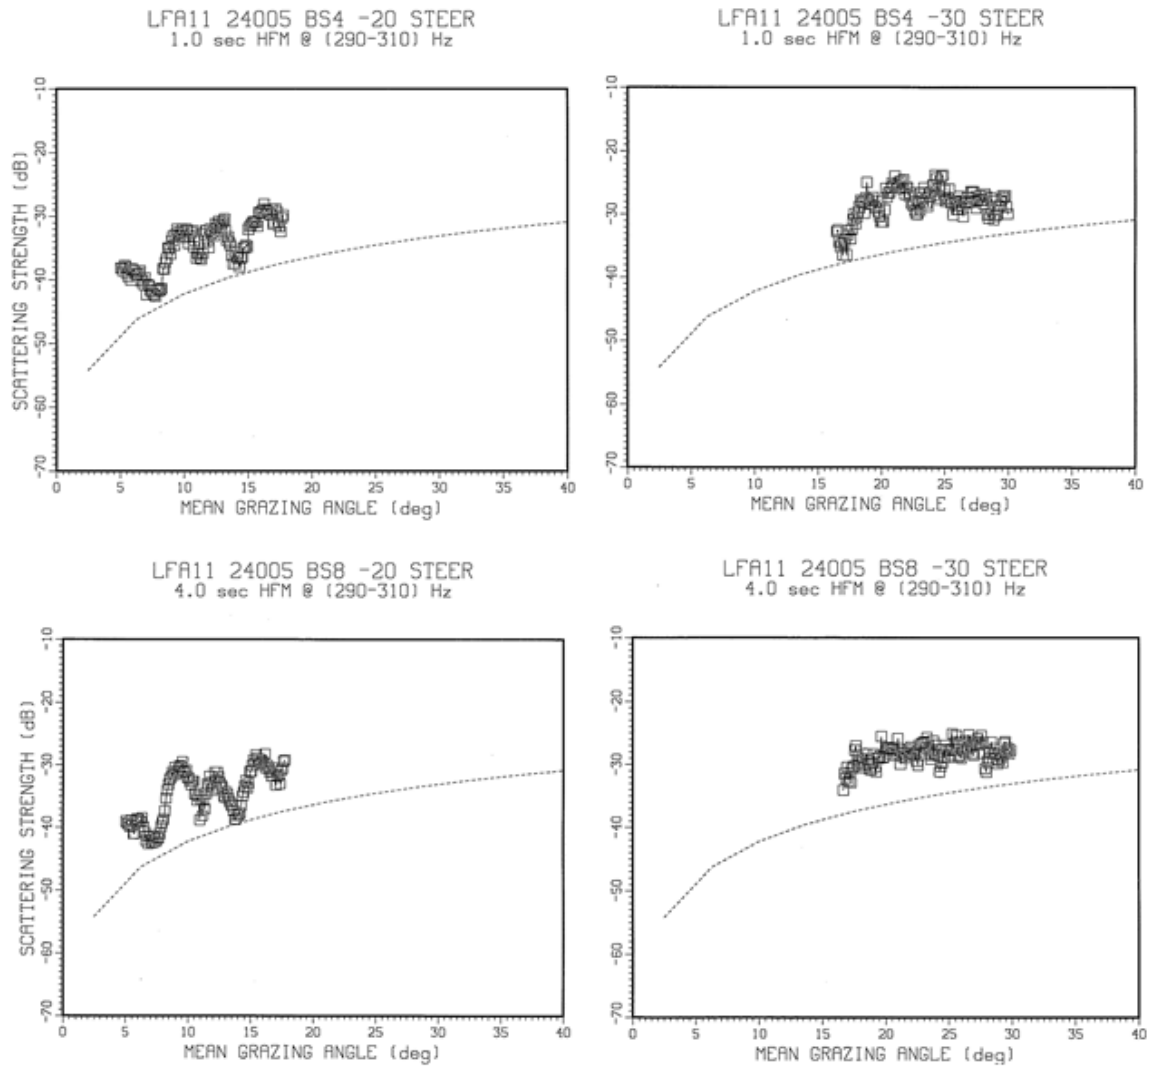 LFA11 24005 BS4 -20 STEER
1.0 sec HFM @ (290-310) Hz
SCATTERING STRENGTH (dB)
-10
-20
-30
-40
-50
-60
-70
0 5 10 15 20 25 30 35 40
MEAN GRAZING ANGLE (deg)
LFA11 24005 BS4 -30 STEER
1.0 sec HFM @ (290-310) Hz
-10
-20
-30
-40
-50
-60
-70
0 5 10 15 20 25 30 35 40
MEAN GRAZING ANGLE (deg)
LFA11 24005 BS8 -20 STEER
4.0 sec HFM @ (290-310) Hz
SCATTERING STRENGTH (dB)
-10
-20
-30
-40
-50
-60
-70
0 5 10 15 20 25 30 35 40
MEAN GRAZING ANGLE (deg)
LFA11 24005 BS8 -30 STEER
4.0 sec HFM @ (290-310) Hz
-10
-20
-30
-40
-50
-60
-70
0 5 10 15 20 25 30 35 40
MEAN GRAZING ANGLE (deg)